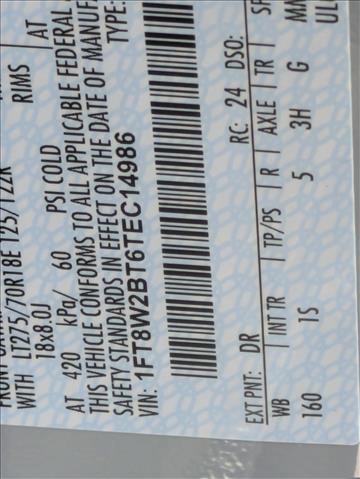 WITH LT275/70R18E 125/122R RIMS
18x8.0J AT
AT 420 kPa/ 60 PSI COLD
THIS VEHICLE CONFORMS TO ALL APPLICABLE FEDERAL
SAFETY STANDARDS IN EFFECT ON THE DATE OF MANUF
VIN: 1FT8W2BT6TEC14986 TYPE:
EXT PNT: DR RC: 24 DSO:
WB | INT TR | TP/PS | R | AXLE | TR |
160 1S 5 3H G